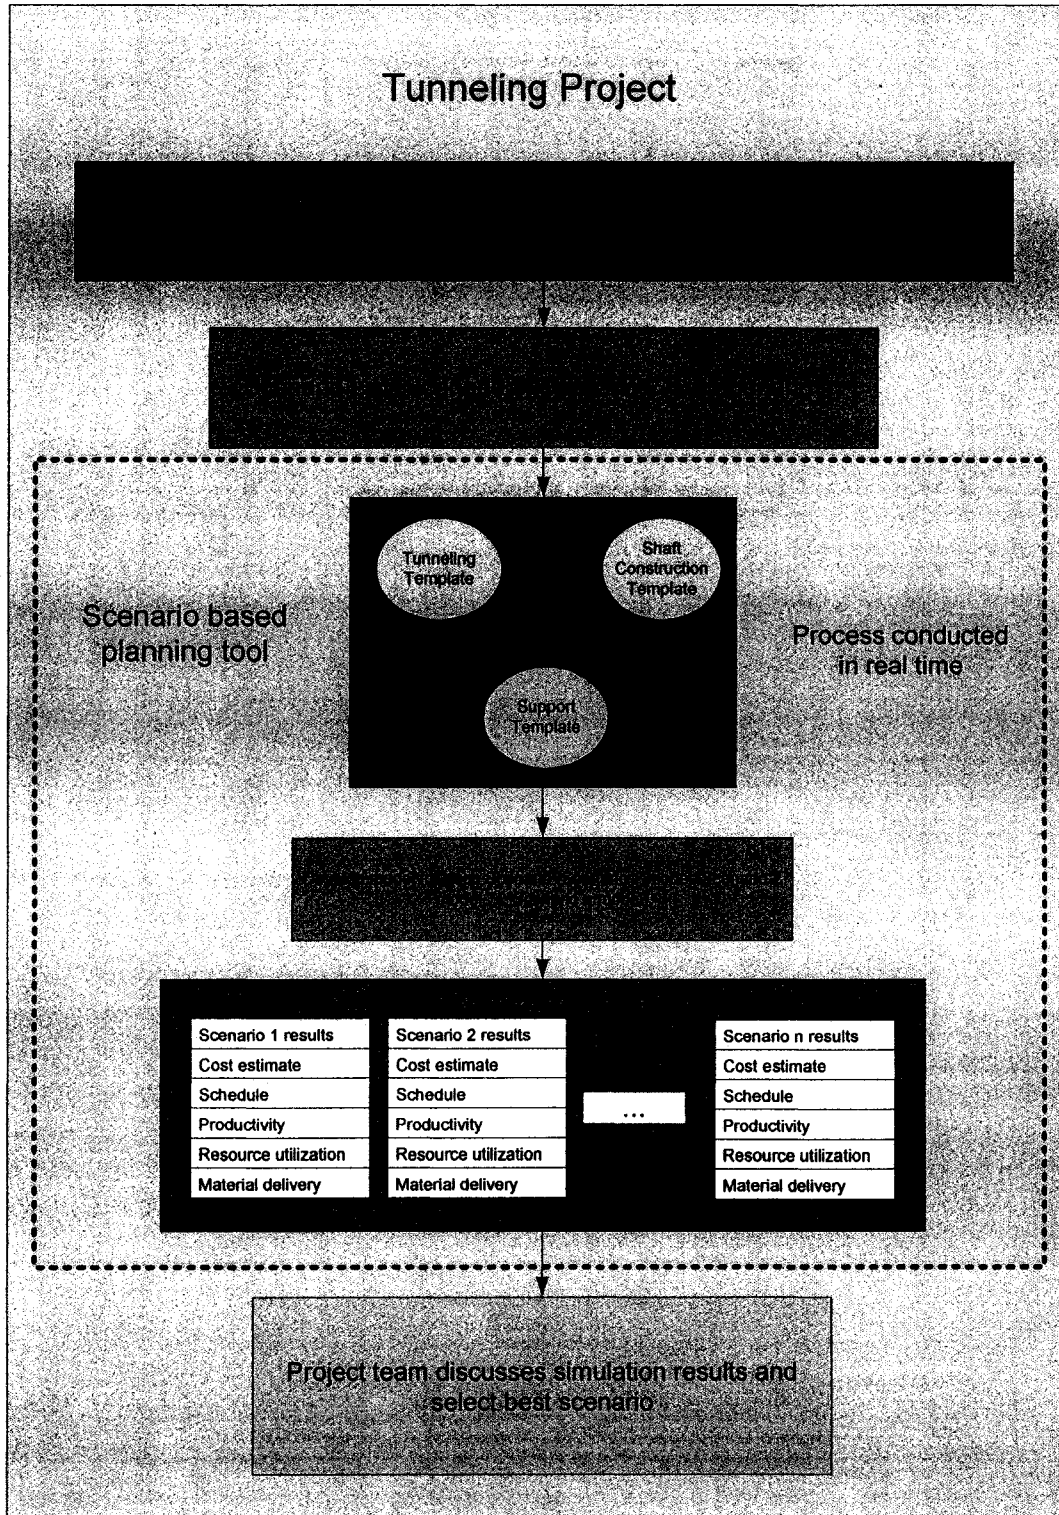 Tunneling Project
Tunneling
Template
Shaft
Construction
Template
Scenario based
planning tool
Process conducted
in real time
Support
Template
Scenario 1 results
Cost estimate
Schedule
Productivity
Resource utilization
Material delivery
Scenario 2 results
Cost estimate
Schedule
Productivity
Resource utilization
Material delivery
...
Scenario n results
Cost estimate
Schedule
Productivity
Resource utilization
Material delivery
Project team discusses simulation results and
select best scenario